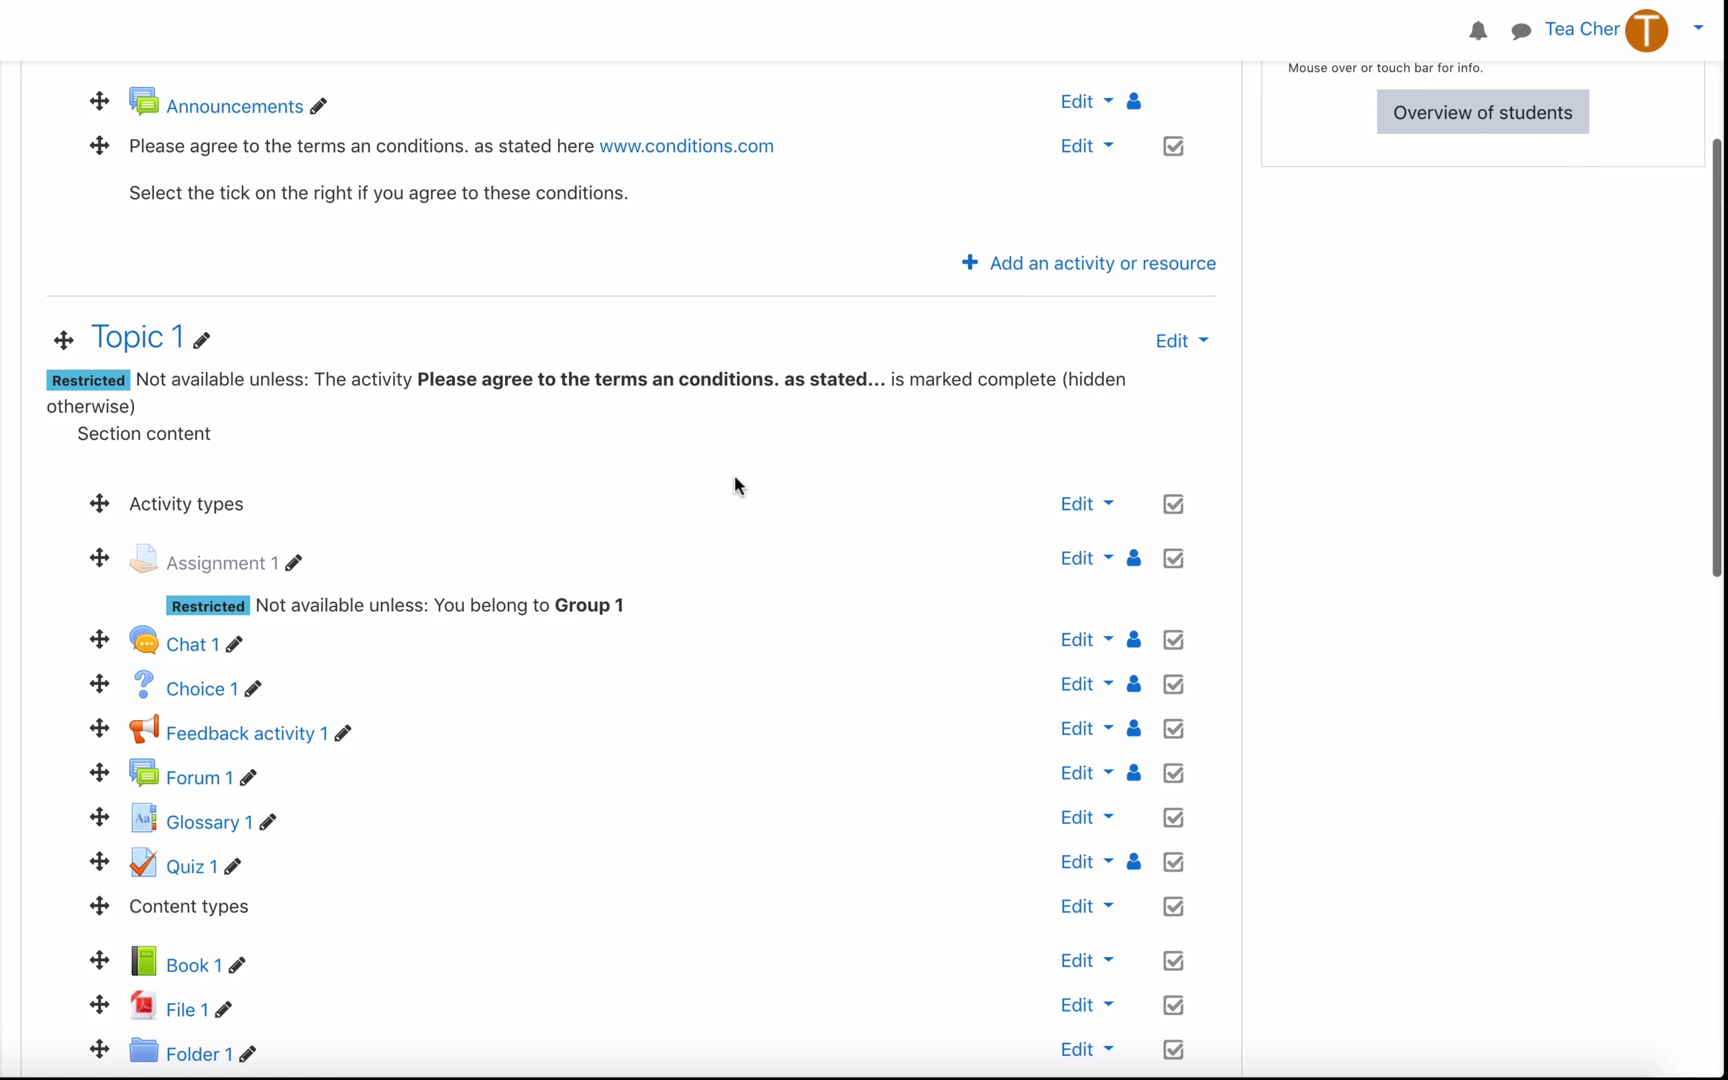 Tea Cher T
Mouse over or touch bar for info.
Overview of students
Announcements Edit
Please agree to the terms an conditions. as stated here www.conditions.com Edit
Select the tick on the right if you agree to these conditions.
Add an activity or resource
Topic 1 Edit
Restricted Not available unless: The activity Please agree to the terms an conditions. as stated... is marked complete (hidden
otherwise)
Section content
Activity types Edit
Assignment 1 Edit
Restricted Not available unless: You belong to Group 1
Chat 1 Edit
Choice 1 Edit
Feedback activity 1 Edit
Forum 1 Edit
Aa Glossary 1 Edit
Quiz 1 Edit
Content types Edit
Book 1 Edit
File 1 Edit
Folder 1 Edit